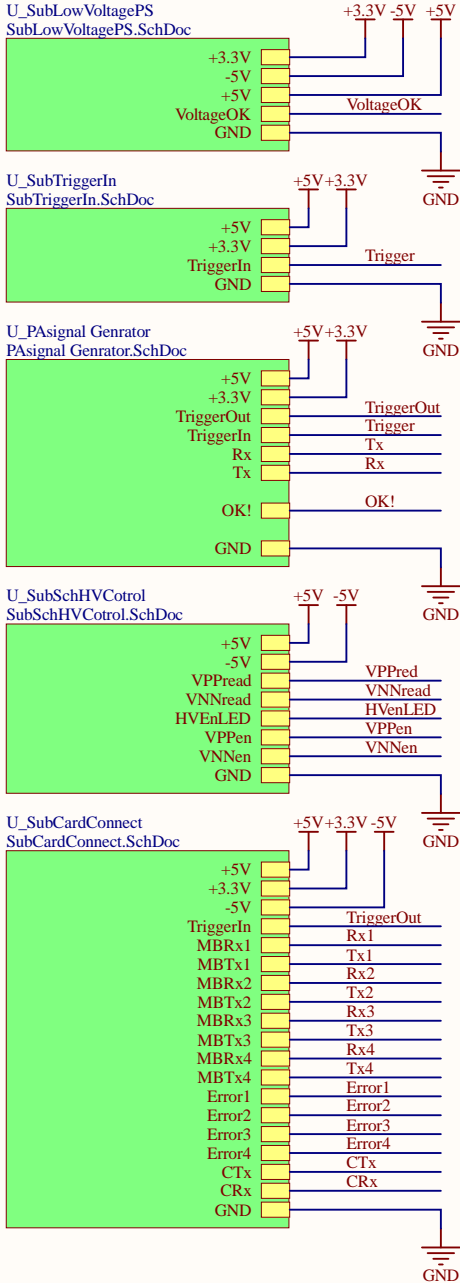 U_SubLowVoltagePS
SubLowVoltagePS.SchDoc
+3.3V -5V +5V
+3.3V
-5V
+5V
VoltageOK VoltageOK
GND
GND
U_SubTriggerIn
SubTriggerIn.SchDoc
+5V +3.3V
+5V
+3.3V
TriggerIn Trigger
GND
GND
U_PAsignal Genrator
PAsignal Genrator.SchDoc
+5V +3.3V
+5V
+3.3V
TriggerOut TriggerOut
TriggerIn Trigger
Rx Tx
Tx Rx
OK! OK!
GND
GND
U_SubSchHVCotrol
SubSchHVCotrol.SchDoc
+5V -5V
+5V
-5V
VPPread VPPred
VNNread VNNread
HVEnLED HVenLED
VPPen VPPen
VNNen VNNen
GND
GND
U_SubCardConnect
SubCardConnect.SchDoc
+5V +3.3V -5V
+5V
+3.3V
-5V
TriggerIn TriggerOut
MBRx1 Rx1
MBTx1 Tx1
MBRx2 Rx2
MBTx2 Tx2
MBRx3 Rx3
MBTx3 Tx3
MBRx4 Rx4
MBTx4 Tx4
Error1 Error1
Error2 Error2
Error3 Error3
Error4 Error4
CTx CTx
CRx CRx
GND
GND